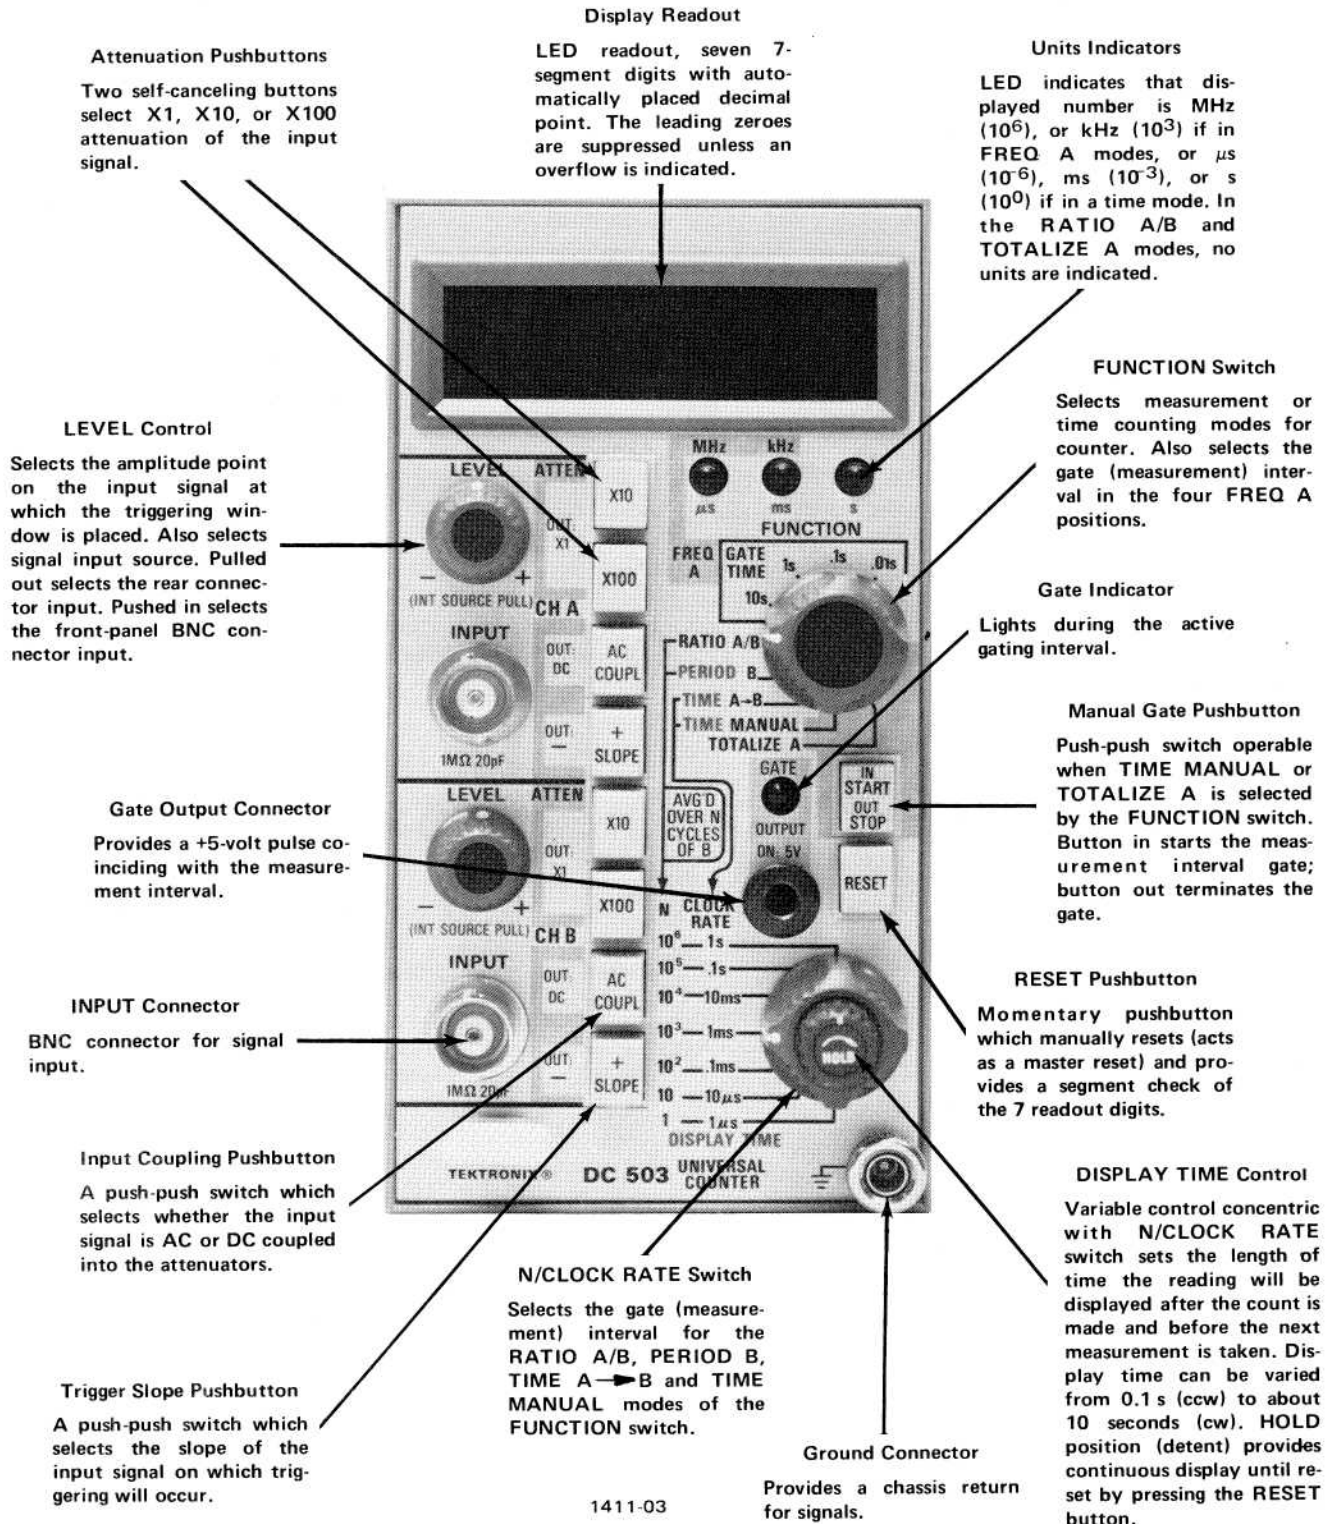 Display Readout
LED readout, seven 7-
segment digits with auto-
matically placed decimal
point. The leading zeroes
are suppressed unless an
overflow is indicated.
Attenuation Pushbuttons
Two self-canceling buttons
select X1, X10, or X100
attenuation of the input
signal.
Units Indicators
LED indicates that dis-
played number is MHz
(10⁶), or kHz (10³) if in
FREQ A modes, or µs
(10⁻⁶), ms (10⁻³), or s
(10⁰) if in a time mode. In
the RATIO A/B and
TOTALIZE A modes, no
units are indicated.
FUNCTION Switch
Selects measurement or
time counting modes for
counter. Also selects the
gate (measurement) inter-
val in the four FREQ A
positions.
LEVEL Control
Selects the amplitude point
on the input signal at
which the triggering win-
dow is placed. Also selects
signal input source. Pulled
out selects the rear connec-
tor input. Pushed in selects
the front-panel BNC con-
nector input.
Gate Indicator
Lights during the active
gating interval.
Manual Gate Pushbutton
Push-push switch operable
when TIME MANUAL or
TOTALIZE A is selected
by the FUNCTION switch.
Button in starts the meas-
urement interval gate;
button out terminates the
gate.
Gate Output Connector
Provides a +5-volt pulse co-
inciding with the measure-
ment interval.
RESET Pushbutton
Momentary pushbutton
which manually resets (acts
as a master reset) and pro-
vides a segment check of
the 7 readout digits.
INPUT Connector
BNC connector for signal
input.
Input Coupling Pushbutton
A push-push switch which
selects whether the input
signal is AC or DC coupled
into the attenuators.
DISPLAY TIME Control
Variable control concentric
with N/CLOCK RATE
switch sets the length of
time the reading will be
displayed after the count is
made and before the next
measurement is taken. Dis-
play time can be varied
from 0.1 s (ccw) to about
10 seconds (cw). HOLD
position (detent) provides
continuous display until re-
set by pressing the RESET
button.
N/CLOCK RATE Switch
Selects the gate (measure-
ment) interval for the
RATIO A/B, PERIOD B,
TIME A→B and TIME
MANUAL modes of the
FUNCTION switch.
Trigger Slope Pushbutton
A push-push switch which
selects the slope of the
input signal on which trig-
gering will occur.
Ground Connector
Provides a chassis return
for signals.
1411-03
LEVEL ATTEN
X10
OUT:
X1
X100
− +
(INT SOURCE PULL)
CH A
INPUT
OUT:
DC
AC
COUPL
OUT:
−
+
SLOPE
1MΩ 20pF
LEVEL ATTEN
X10
OUT:
X1
X100
− +
(INT SOURCE PULL)
CH B
INPUT
OUT
DC
AC
COUPL
OUT:
−
+
SLOPE
1MΩ 20pF
MHz kHz
µs ms s
FUNCTION
FREQ
A
GATE
TIME
10s
1s
.1s
.01s
RATIO A/B
PERIOD B
TIME A→B
TIME MANUAL
TOTALIZE A
GATE
OUTPUT
ON: 5V
IN
START
OUT
STOP
RESET
AVG'D
OVER N
CYCLES
OF B
N CLOCK
RATE
10⁶ 1s
10⁵ .1s
10⁴ 10ms
10³ 1ms
10² .1ms
10 10µs
1 1µs
HOLD
DISPLAY TIME
TEKTRONIX®
DC 503
UNIVERSAL
COUNTER